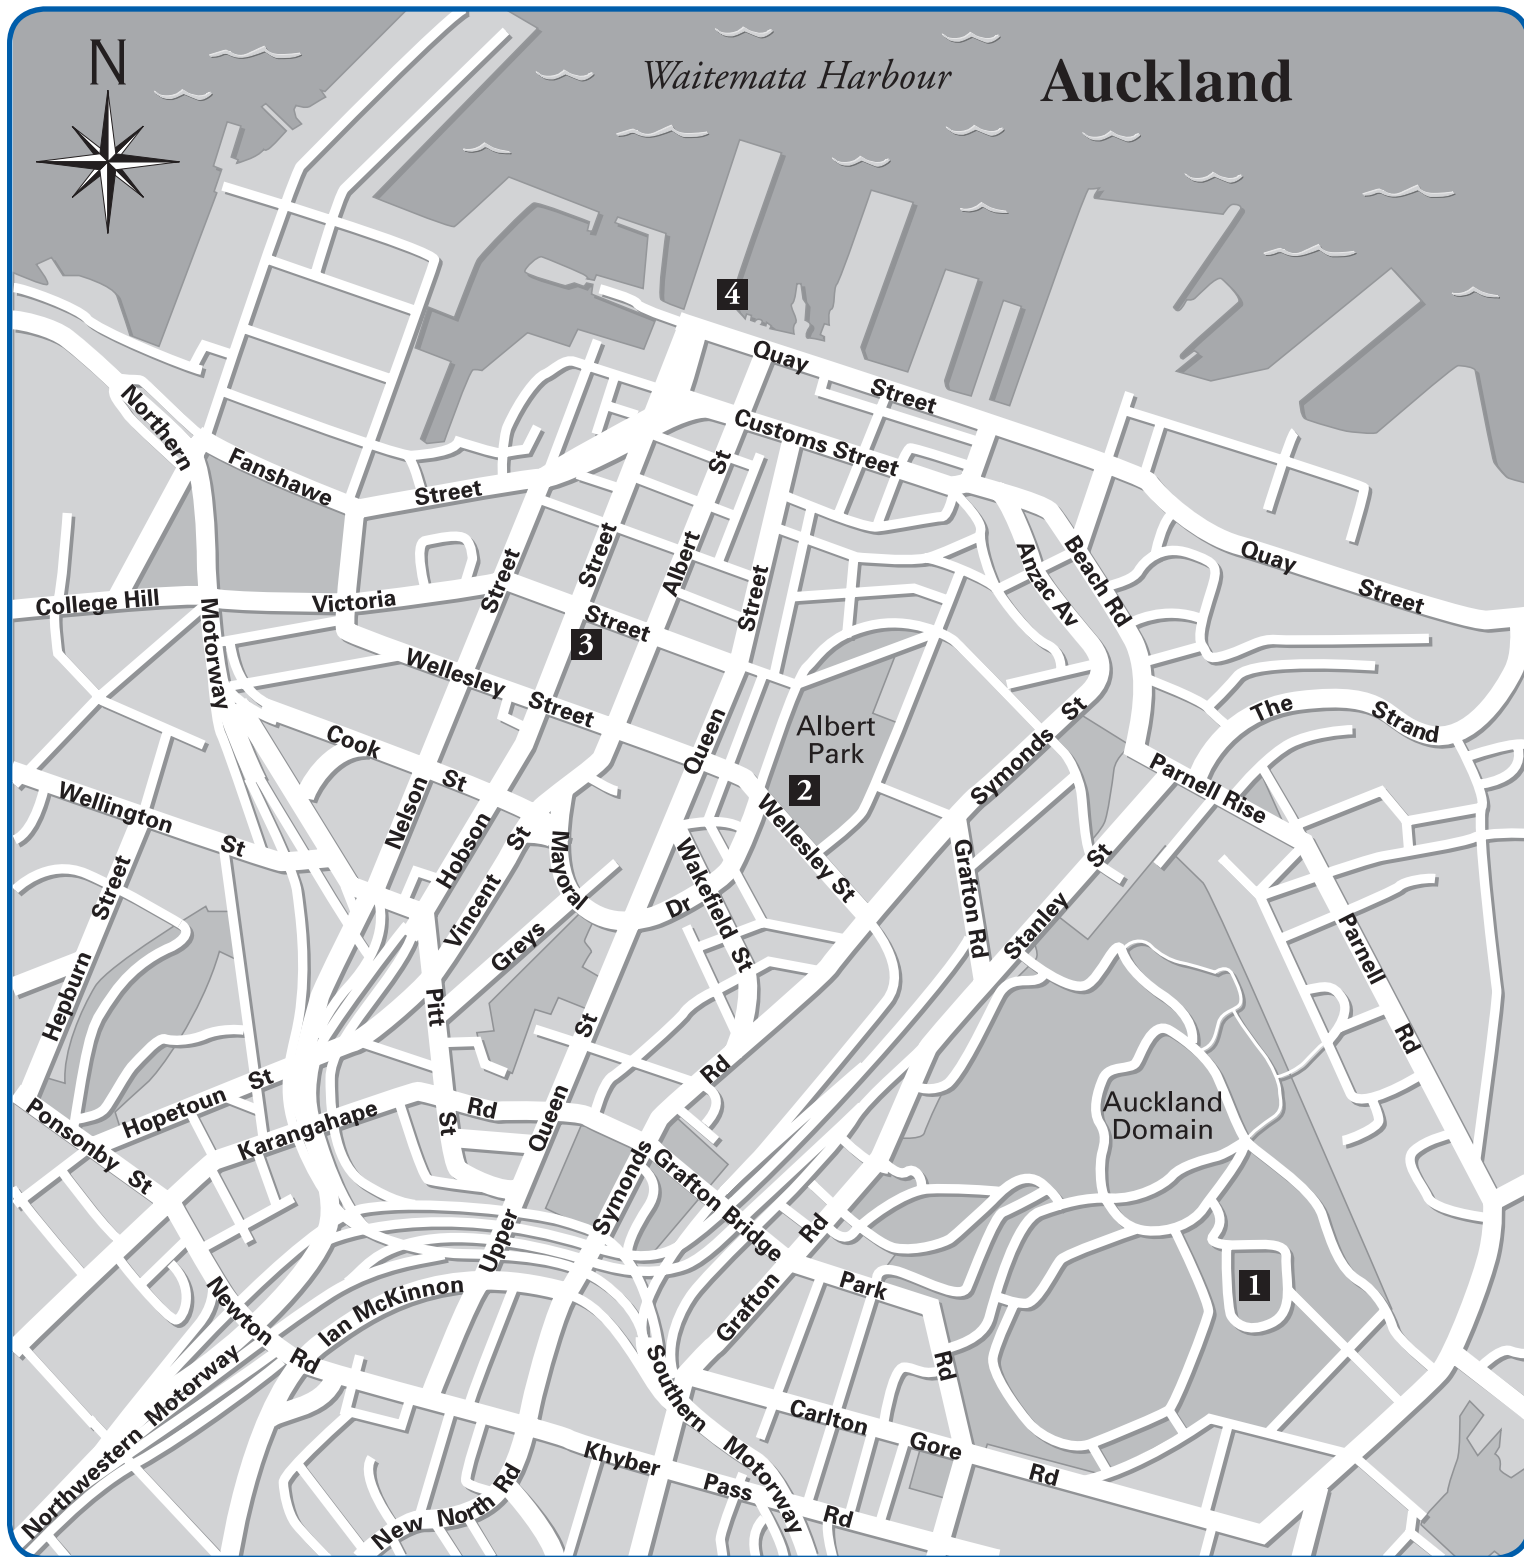 N
Waitemata Harbour
Auckland
4
Quay
Street
Customs Street
Northern
Fanshawe
Street
St
Street
Street
Albert
Street
Anzac Av
Beach Rd
Quay
Street
College Hill
Victoria
Motorway
Street
3
Wellesley
Street
Queen
Albert
Park
2
Symonds
St
The
Strand
Cook
St
Parnell Rise
Wellington
St
Nelson
Hobson
Vincent
St
Mayoral
Dr
Wakefield
St
Wellesley St
Grafton Rd
Stanley
St
Hepburn
Street
Greys
Parnell
Rd
Pitt
St
St
Rd
Hopetoun
St
Karangahape
Rd
Queen
Ponsonby
St
Auckland
Domain
Symonds
Grafton Bridge
Upper
Grafton
Rd
Park
Rd
1
Newton
Rd
Ian McKinnon
Northwestern
Motorway
Southern
Motorway
Carlton
Gore
Rd
Khyber
Pass
Rd
New
North
Rd